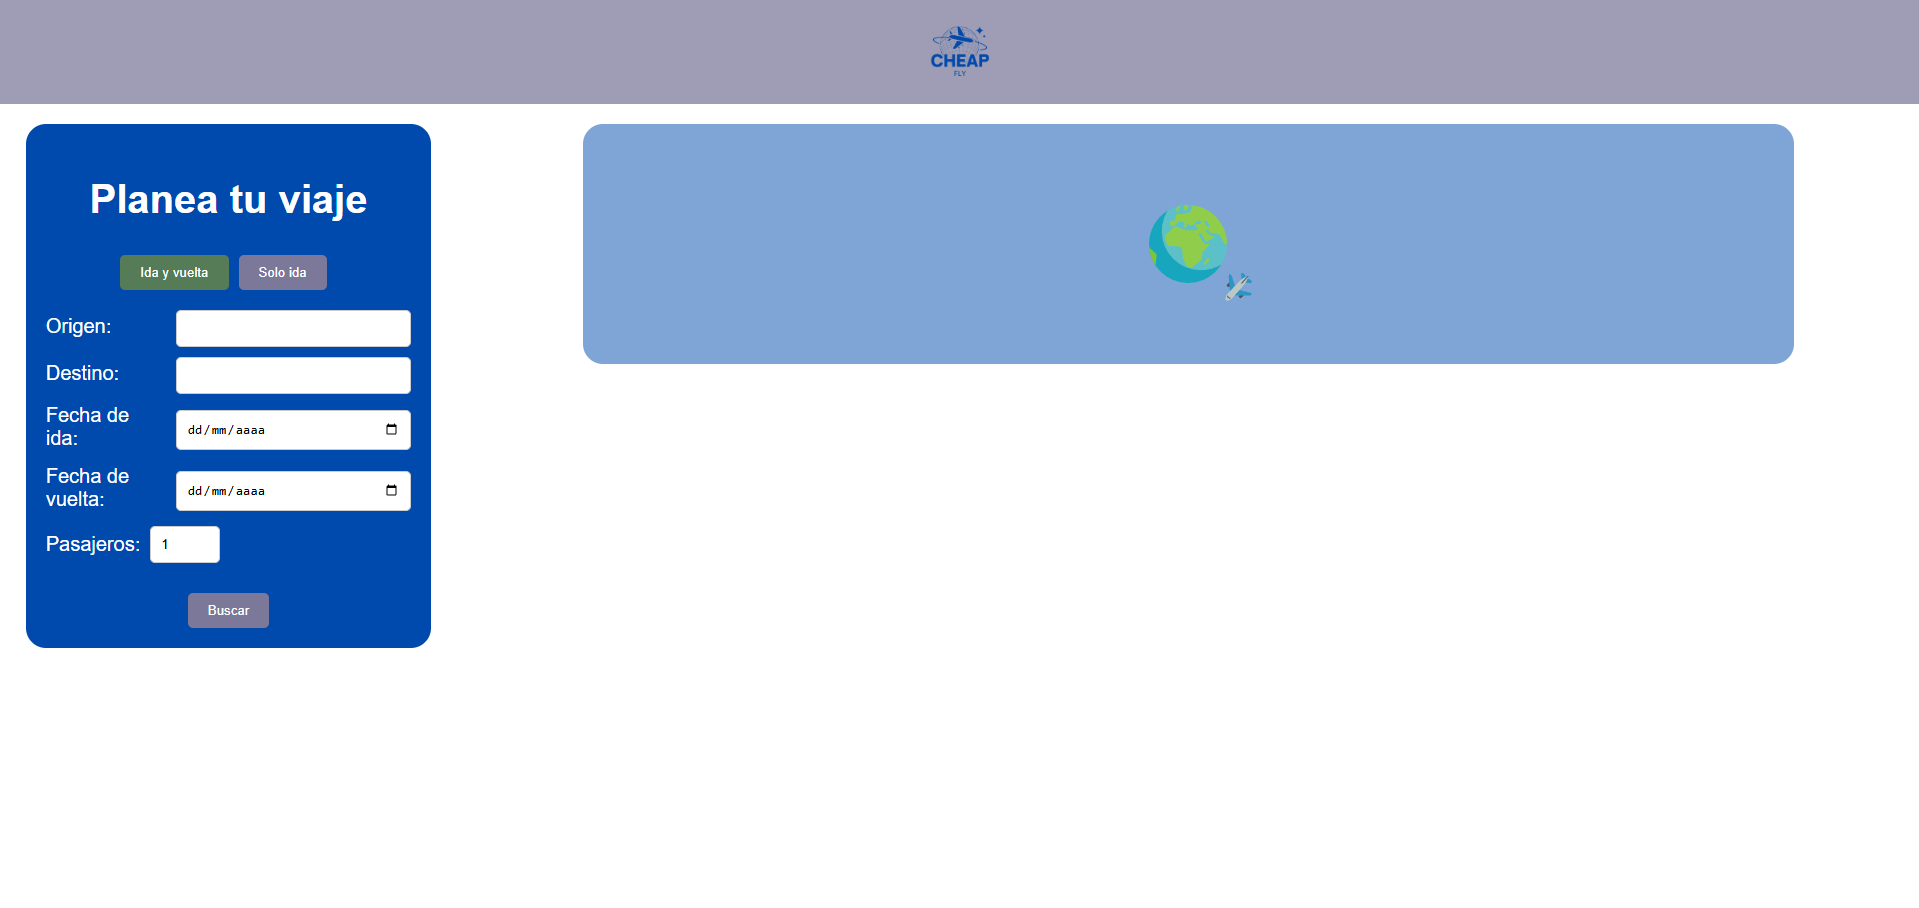 CHEAP
FLY
Planea tu viaje
Ida y vuelta Solo ida
Origen:
Destino:
Fecha de
ida:
dd/mm/aaaa
Fecha de
vuelta:
dd/mm/aaaa
Pasajeros: 1
Buscar